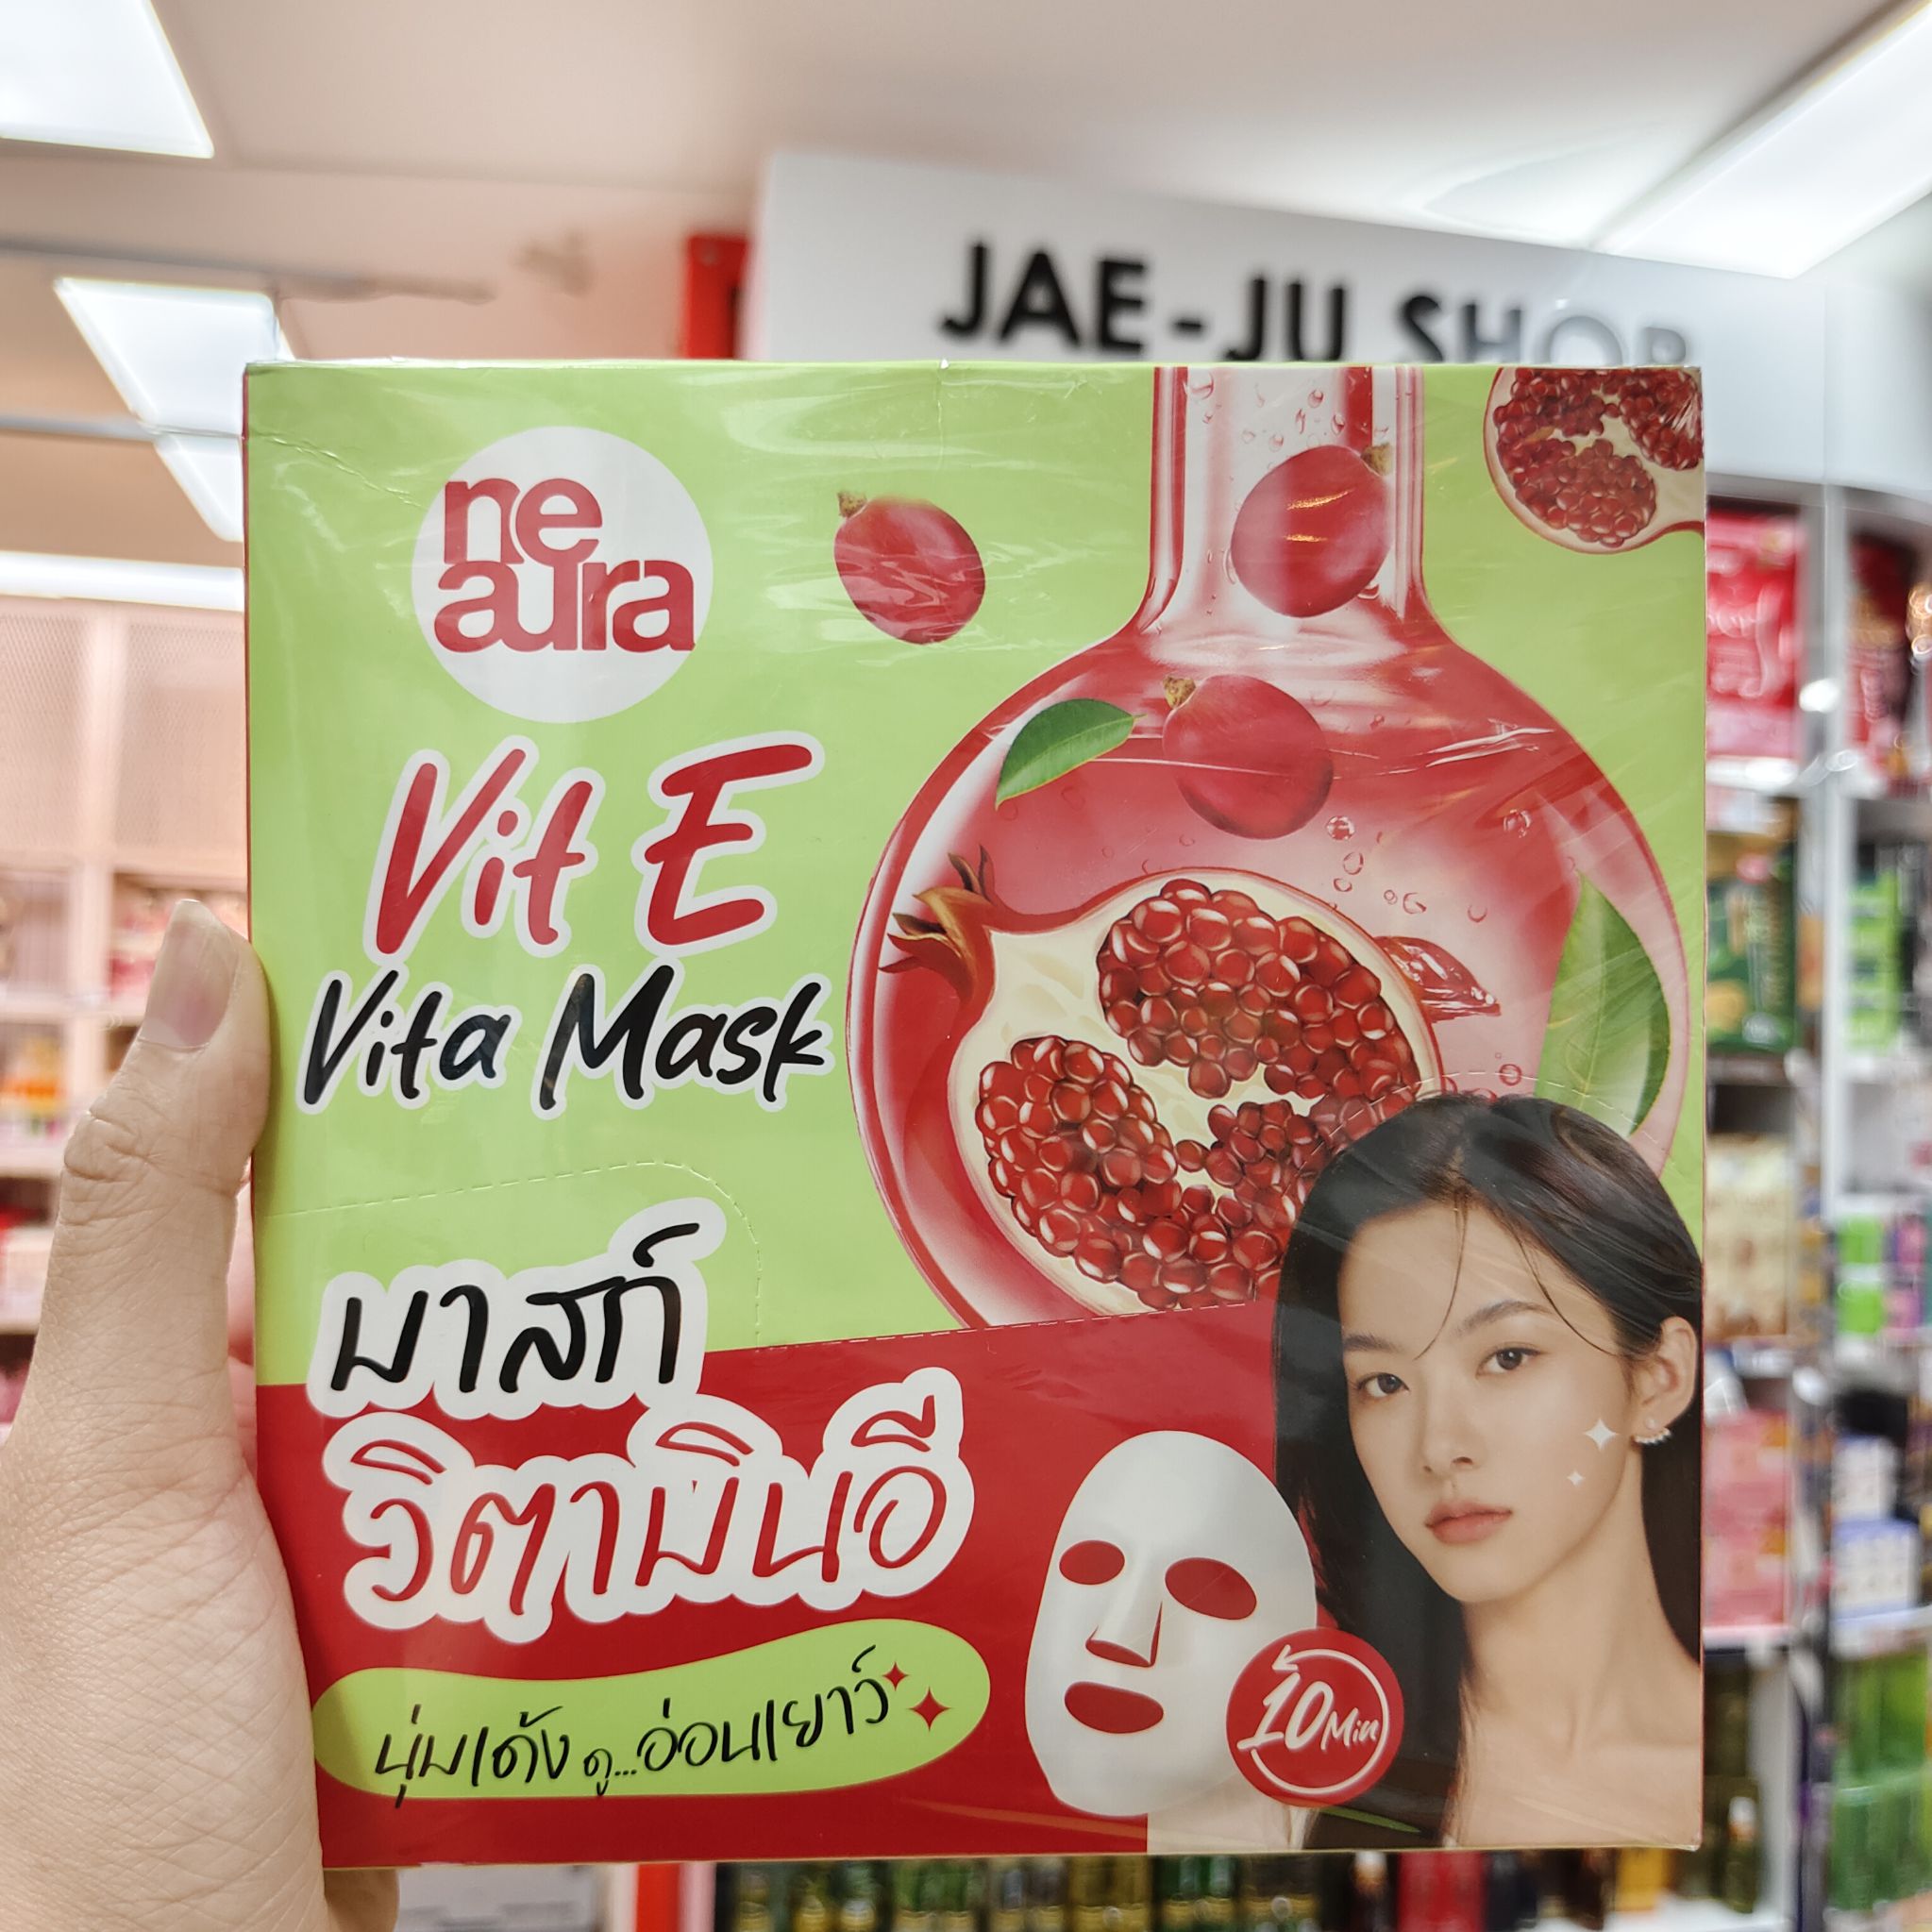 JAE-JU SHOP
ne
aura
Vit E
Vita Mask
มาสก์
วิตามินอี
นุ่มเด้ง ดู...อ่อนเยาว์
10 Min